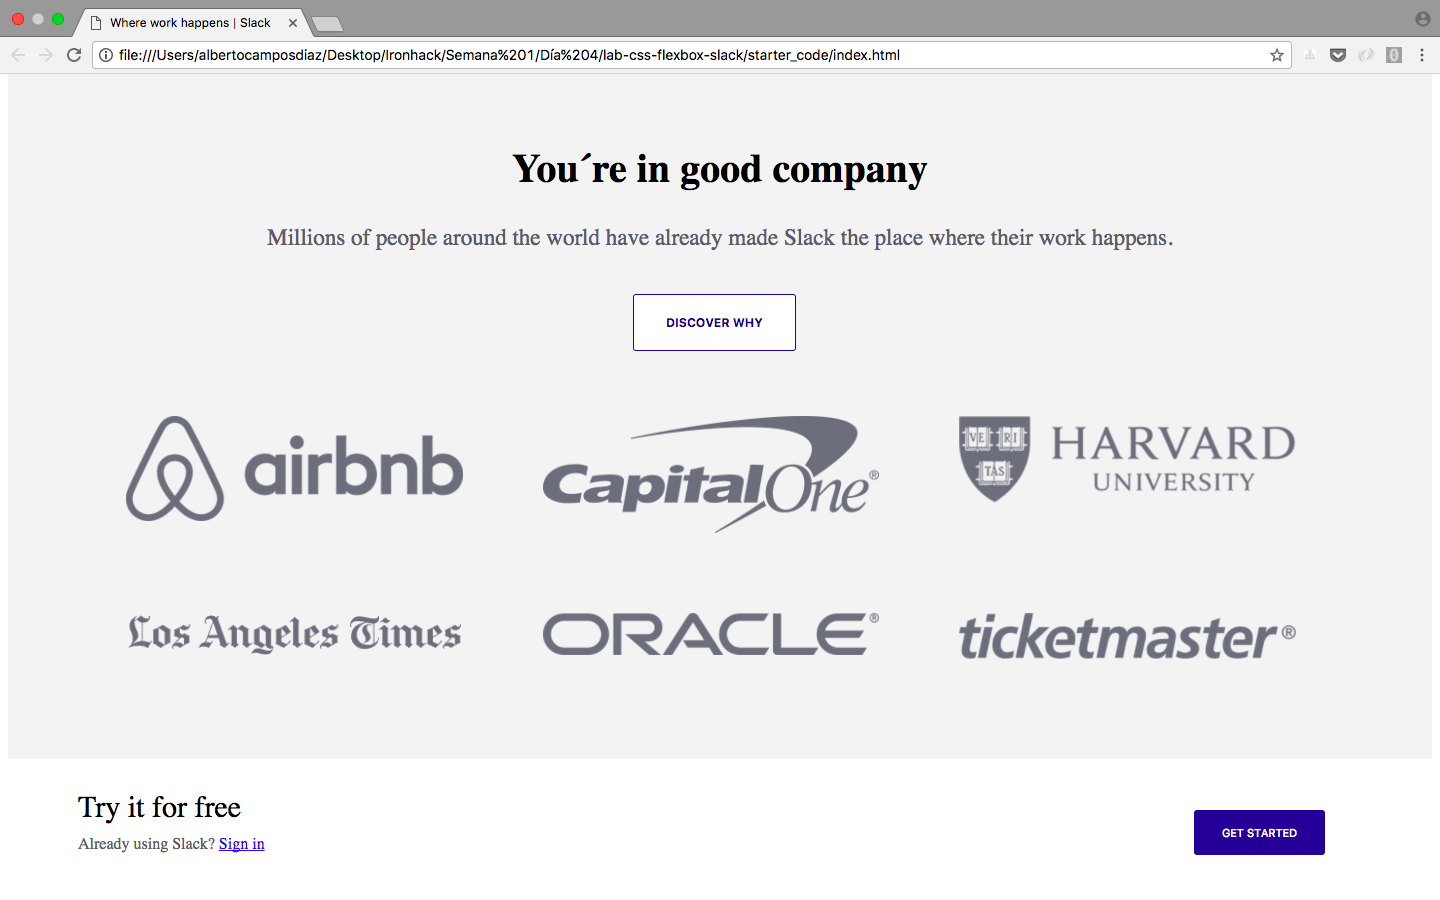 Where work happens | Slack
file:///Users/albertocamposdiaz/Desktop/Ironhack/Semana%201/Día%204/lab-css-flexbox-slack/starter_code/index.html
You´re in good company
Millions of people around the world have already made Slack the place where their work happens.
DISCOVER WHY
airbnb
Capital One®
VE RI TAS HARVARD
UNIVERSITY
Los Angeles Times
ORACLE®
ticketmaster®
Try it for free
Already using Slack? Sign in
GET STARTED